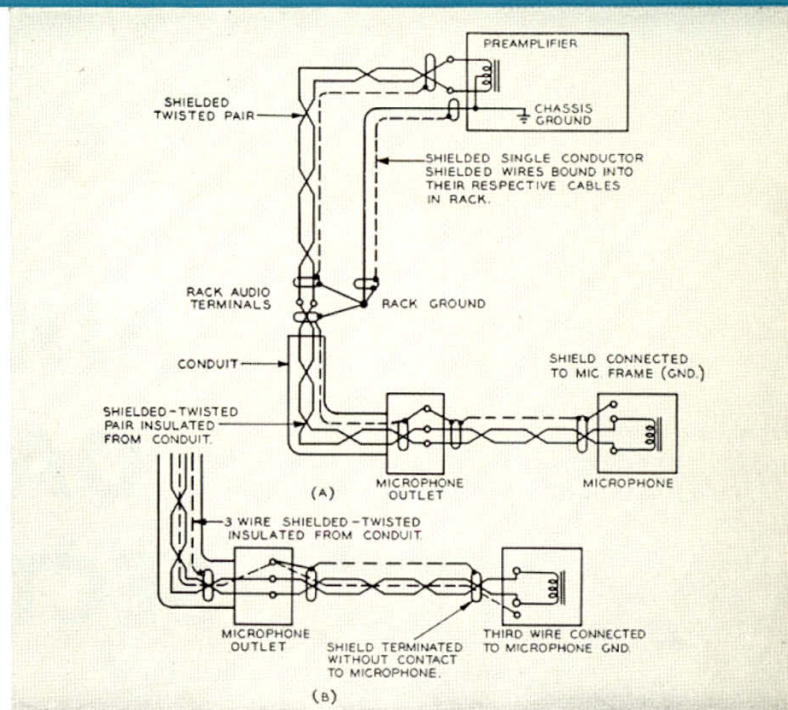 PREAMPLIFIER
CHASSIS
GROUND
SHIELDED
TWISTED PAIR
SHIELDED SINGLE CONDUCTOR
SHIELDED WIRES BOUND INTO
THEIR RESPECTIVE CABLES
IN RACK.
RACK AUDIO
TERMINALS
RACK GROUND
CONDUIT
SHIELD CONNECTED
TO MIC. FRAME (GND.)
SHIELDED-TWISTED
PAIR INSULATED
FROM CONDUIT.
MICROPHONE
OUTLET
MICROPHONE
(A)
3 WIRE SHIELDED-TWISTED
INSULATED FROM CONDUIT.
MICROPHONE
OUTLET
SHIELD TERMINATED
WITHOUT CONTACT
TO MICROPHONE.
THIRD WIRE CONNECTED
TO MICROPHONE GND.
(B)